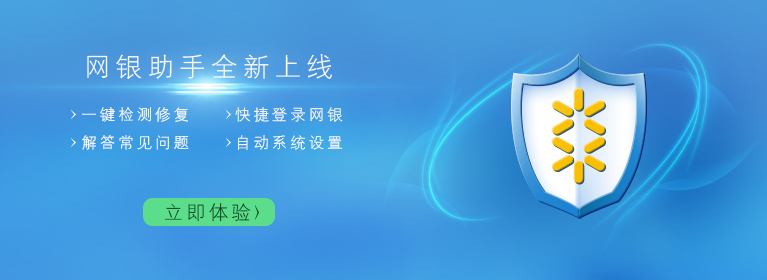 网银助手全新上线
一键检测修复
快捷登录网银
解答常见问题
自动系统设置
立即体验